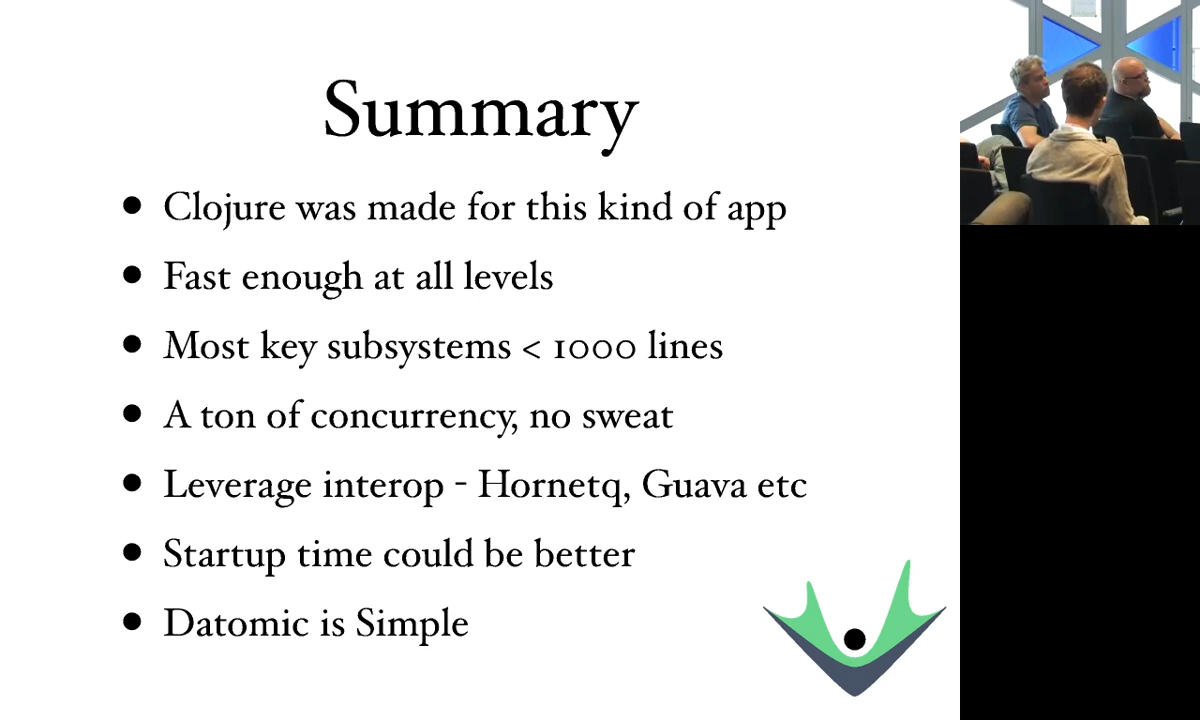 Summary
• Clojure was made for this kind of app
• Fast enough at all levels
• Most key subsystems < 1000 lines
• A ton of concurrency, no sweat
• Leverage interop - Hornetq, Guava etc
• Startup time could be better
• Datomic is Simple